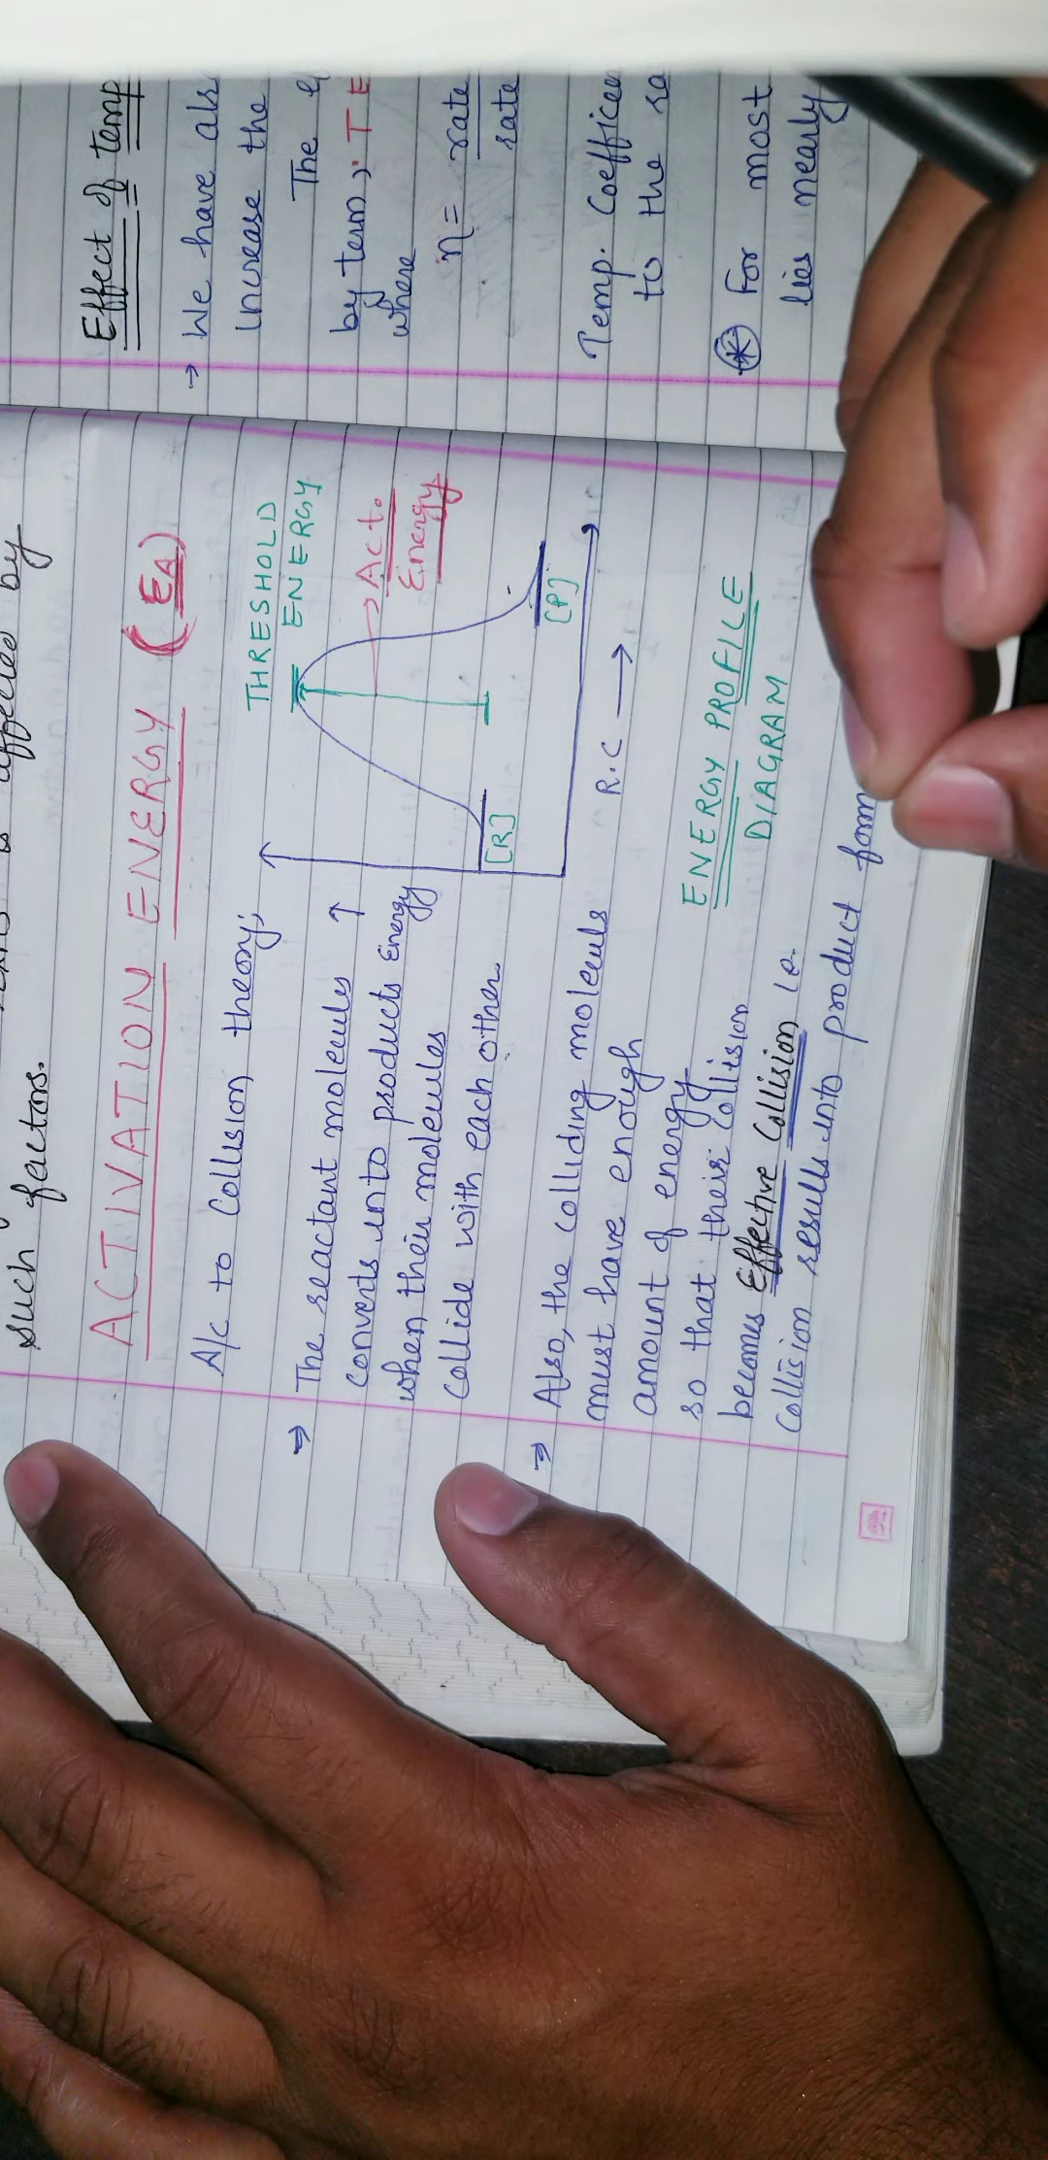 such factors.
ACTIVATION ENERGY (EA)
A/c to Collision theory;
⇒ The reactant molecules
converts into products
when their molecules
collide with each other.
⇒ Also, the colliding moleculs
must have enough
amount of energy
so that their collision
becomes Effective Collision i.e.
Collision results into product form
THRESHOLD
ENERGY
Act.
Energy
Energy
[R]
[P]
R.C →
ENERGY PROFILE
DIAGRAM
Effect of temp
→ We have als
increase the
The
by term, T E
where
η = rate
rate
Temp. Coefficien
to the ra
For most
lies nearly